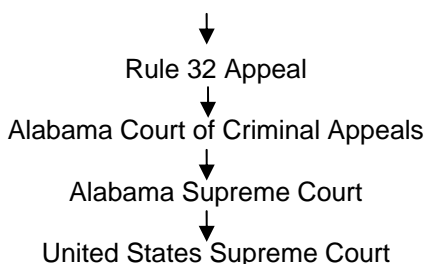 Rule 32 Appeal
Alabama Court of Criminal Appeals
Alabama Supreme Court
United States Supreme Court